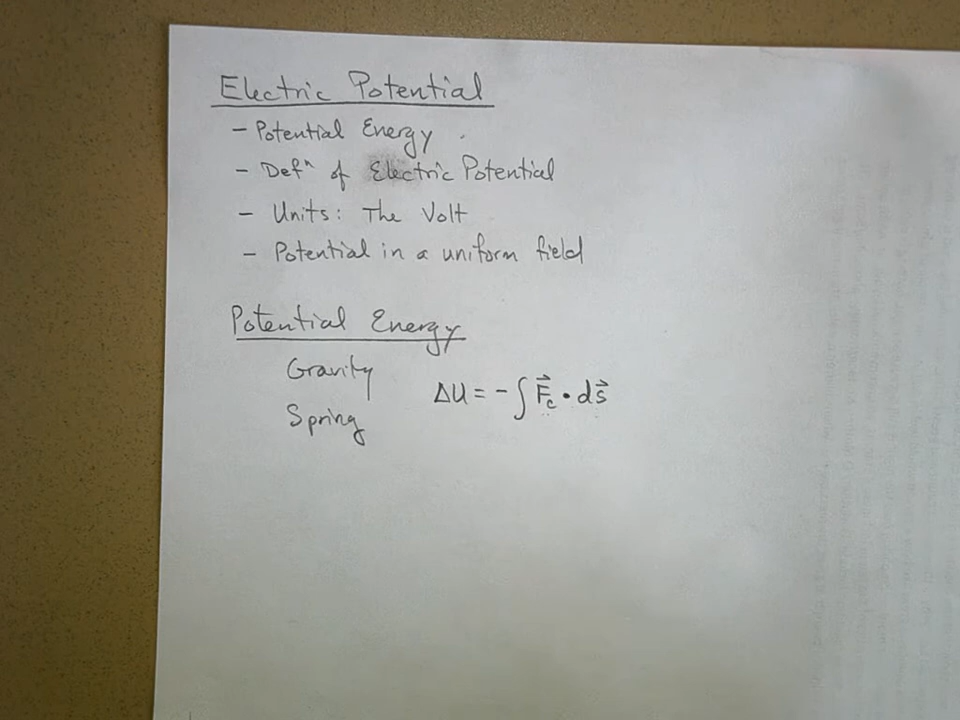 Electric Potential
- Potential Energy
- Defⁿ of Electric Potential
- Units: The Volt
- Potential in a uniform field
Potential Energy
Gravity
ΔU = - ∫ F⃗c • ds⃗
Spring